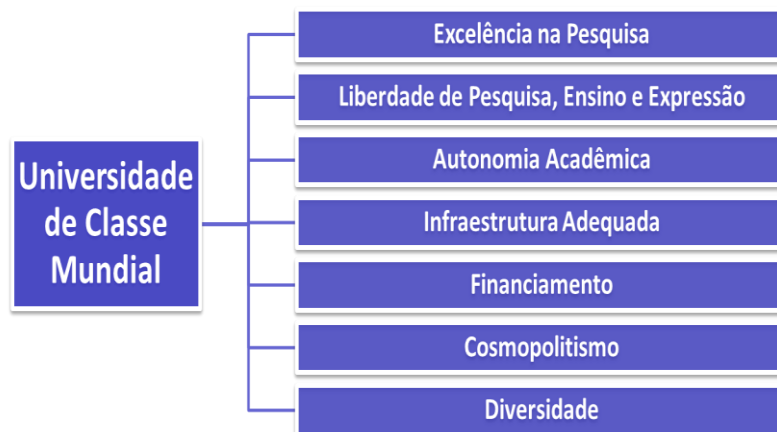 Universidade
de Classe
Mundial
Excelência na Pesquisa
Liberdade de Pesquisa, Ensino e Expressão
Autonomia Acadêmica
Infraestrutura Adequada
Financiamento
Cosmopolitismo
Diversidade